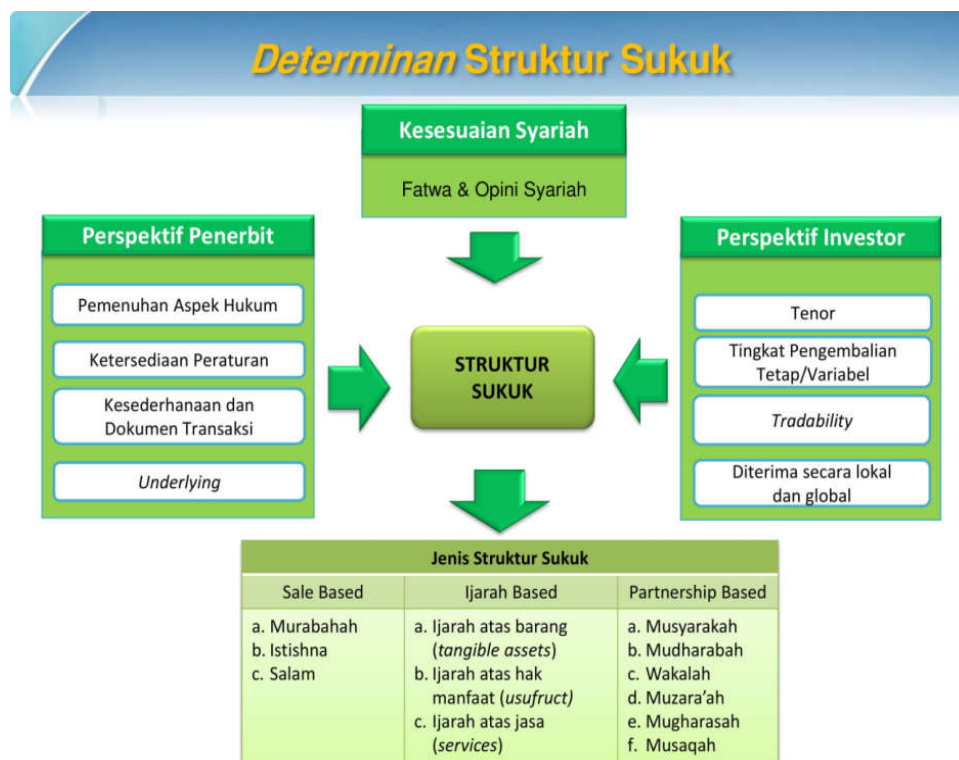 Determinan Struktur Sukuk
Kesesuaian Syariah
Fatwa & Opini Syariah
Perspektif Penerbit
Pemenuhan Aspek Hukum
Ketersediaan Peraturan
Kesederhanaan dan
Dokumen Transaksi
Underlying
STRUKTUR
SUKUK
Perspektif Investor
Tenor
Tingkat Pengembalian
Tetap/Variabel
Tradability
Diterima secara lokal
dan global
Jenis Struktur Sukuk
Sale Based
a. Murabahah
b. Istishna
c. Salam
Ijarah Based
a. Ijarah atas barang
(tangible assets)
b. Ijarah atas hak
manfaat (usufruct)
c. Ijarah atas jasa
(services)
Partnership Based
a. Musyarakah
b. Mudharabah
c. Wakalah
d. Muzara’ah
e. Mugharasah
f. Musaqah